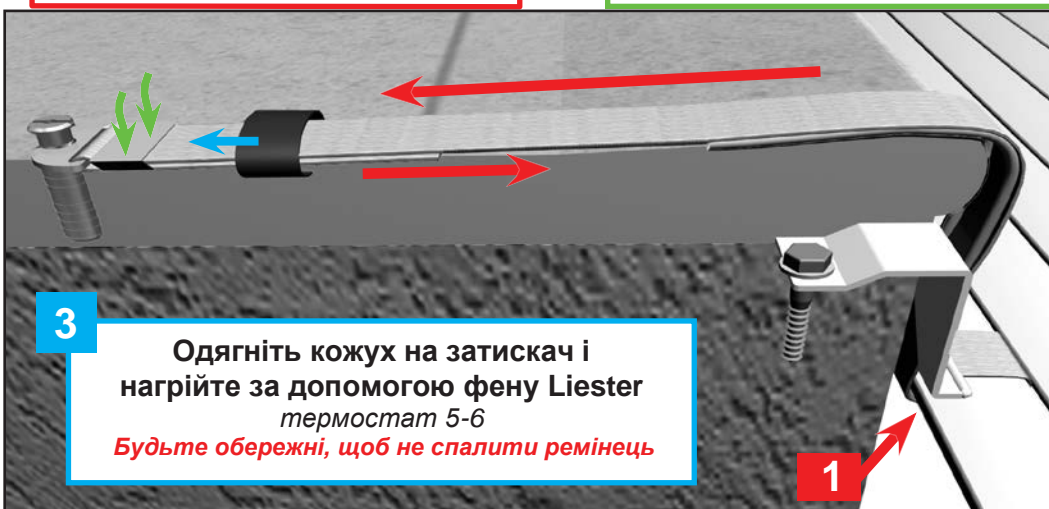 3
Одягніть кожух на затискач і
нагрійте за допомогою фену Liester
термостат 5-6
Будьте обережні, щоб не спалити ремінець
1